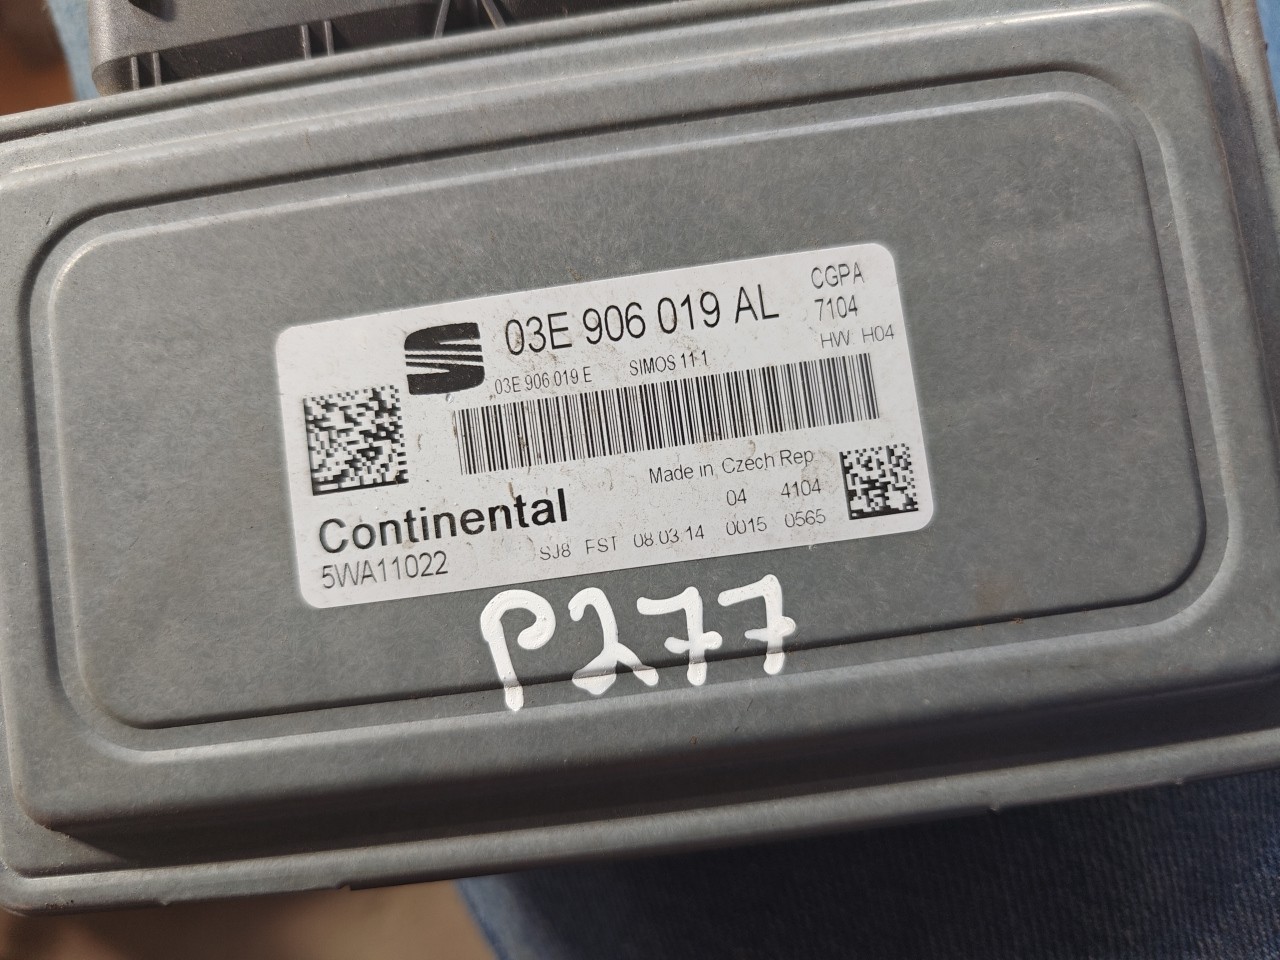 03E 906 019 AL
CGPA
7104
HW H04
03E 906 019 E SIMOS 11.1
Made in Czech Rep
04 4104
Continental
5WA11022
SJ8 FST 08.03.14 0015 0565
P277